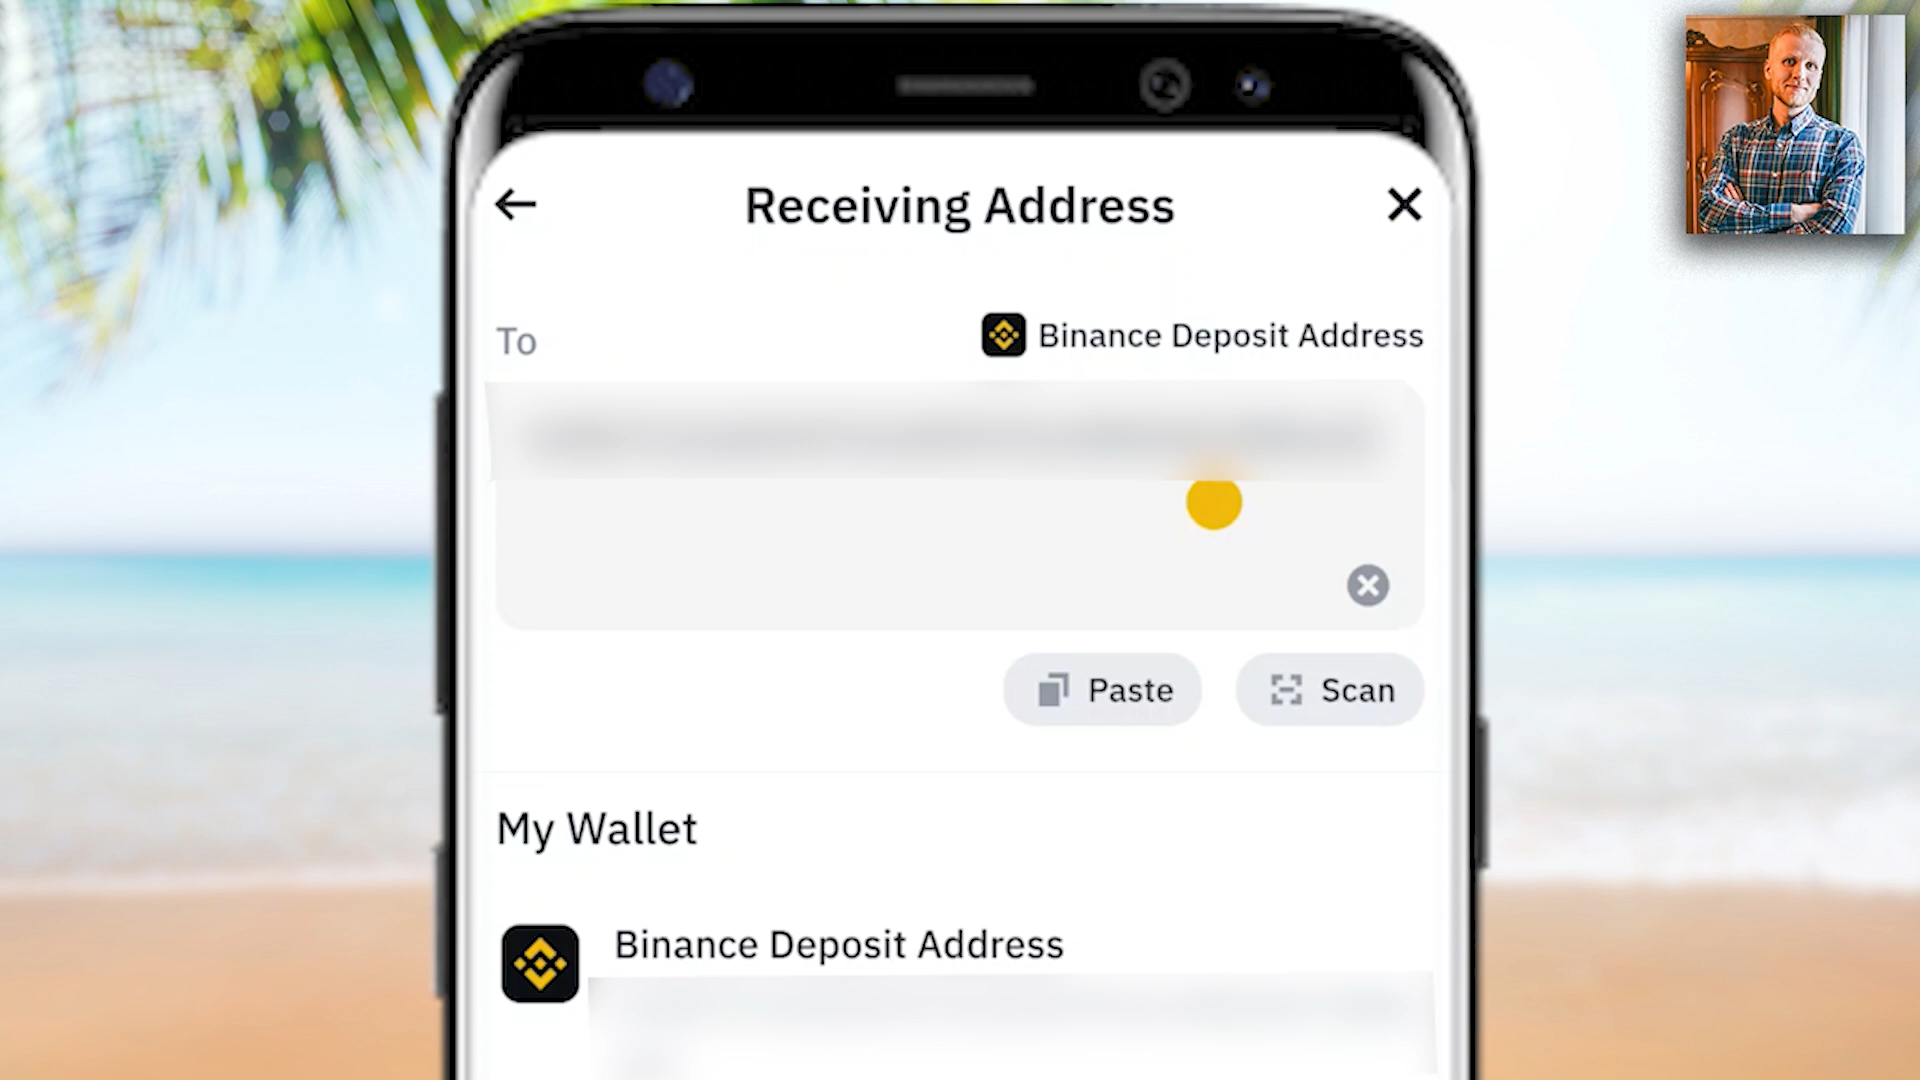 Receiving Address
To
Binance Deposit Address
Paste
Scan
My Wallet
Binance Deposit Address